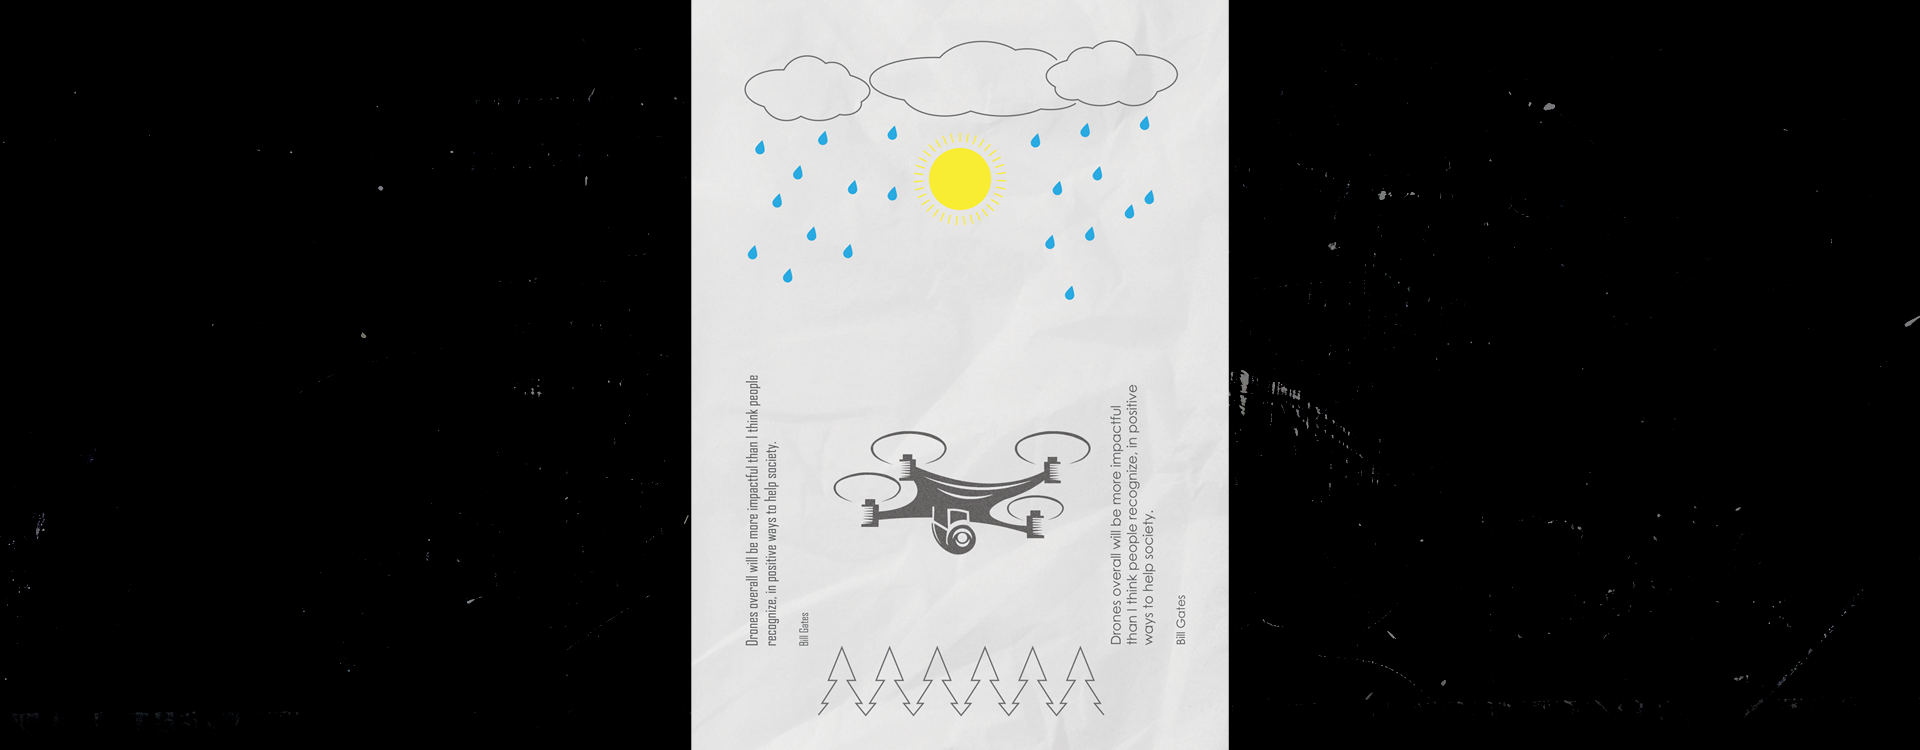 Drones overall will be more impactful than I think people
recognize, in positive ways to help society.
Bill Gates
Drones overall will be more impactful
than I think people recognize, in positive
ways to help society.
Bill Gates